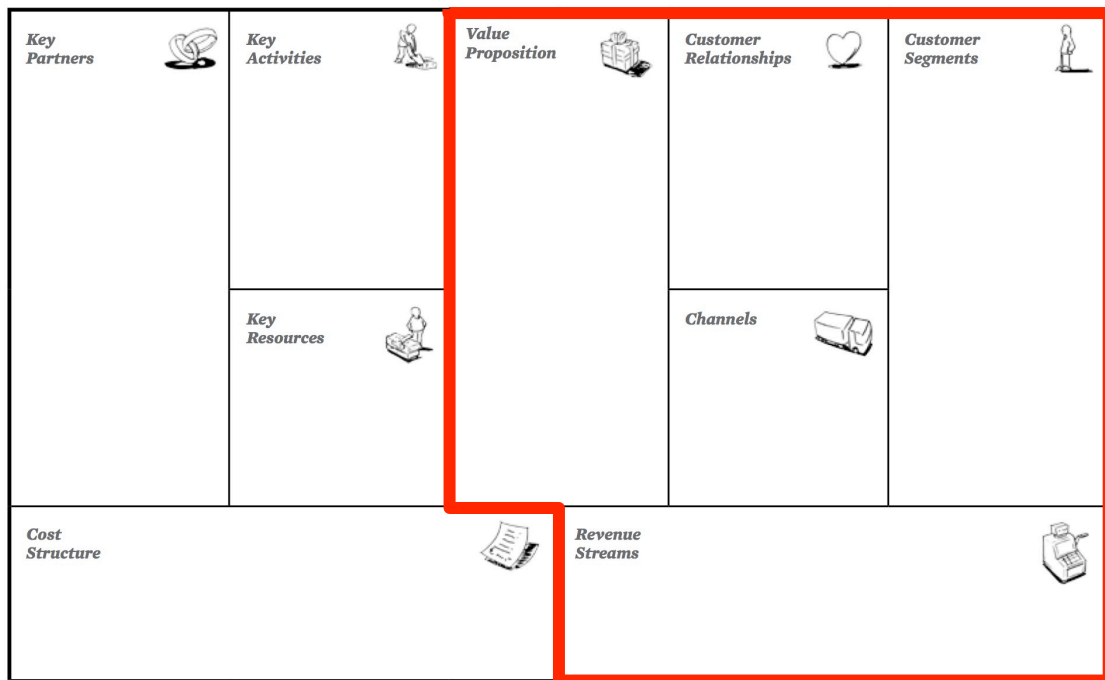 Key
Partners
Key
Activities
Value
Proposition
Customer
Relationships
Customer
Segments
Key
Resources
Channels
Cost
Structure
Revenue
Streams